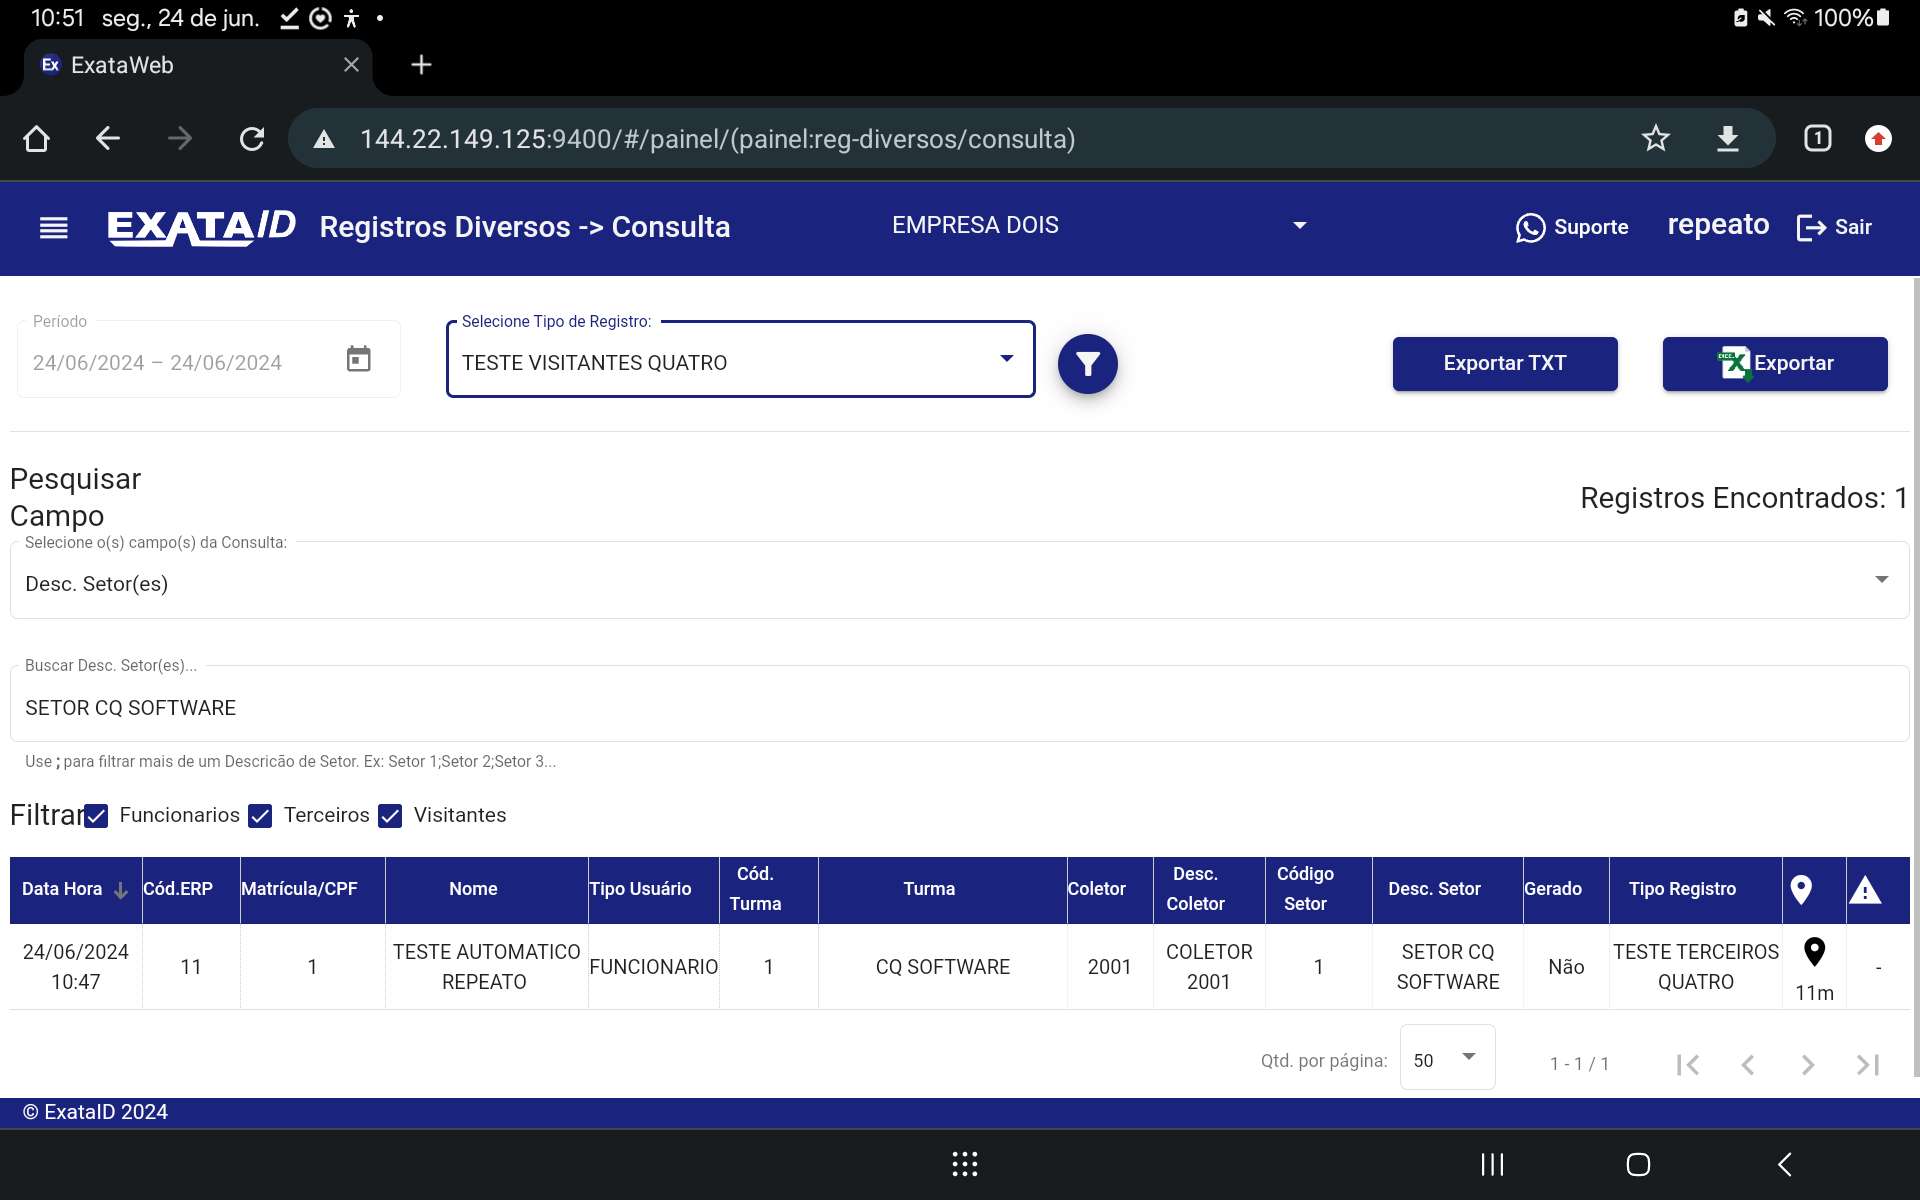 10:51 seg., 24 de jun. 100%
Ex ExataWeb
144.22.149.125:9400/#/painel/(painel:reg-diversos/consulta) 1
EXATAID Registros Diversos -> Consulta EMPRESA DOIS Suporte repeato Sair
Período Selecione Tipo de Registro:
24/06/2024 – 24/06/2024 TESTE VISITANTES QUATRO Exportar TXT Exportar
Pesquisar
Campo
Registros Encontrados: 1
Selecione o(s) campo(s) da Consulta:
Desc. Setor(es)
Buscar Desc. Setor(es)...
SETOR CQ SOFTWARE
Use ; para filtrar mais de um Descricão de Setor. Ex: Setor 1;Setor 2;Setor 3...
Filtrar Funcionarios Terceiros Visitantes
Data Hora Cód.ERP Matrícula/CPF Nome Tipo Usuário Cód. Turma Turma Coletor Desc. Coletor Código Setor Desc. Setor Gerado Tipo Registro
24/06/2024 10:47 11 1 TESTE AUTOMATICO REPEATO FUNCIONARIO 1 CQ SOFTWARE 2001 COLETOR 2001 1 SETOR CQ SOFTWARE Não TESTE TERCEIROS QUATRO 11m -
Qtd. por página: 50 1 - 1 / 1
© ExataID 2024